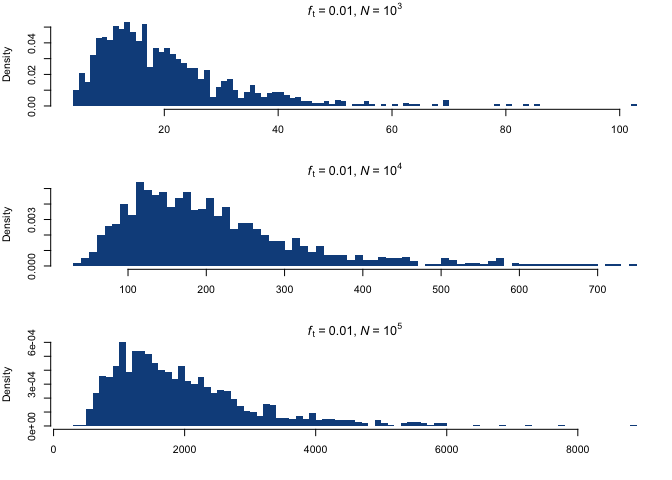 f_t = 0.01, N = 10^3
Density
0.00 0.02 0.04
20 40 60 80 100
f_t = 0.01, N = 10^4
Density
0.000 0.003
100 200 300 400 500 600 700
f_t = 0.01, N = 10^5
Density
0e+00 3e-04 6e-04
0 2000 4000 6000 8000